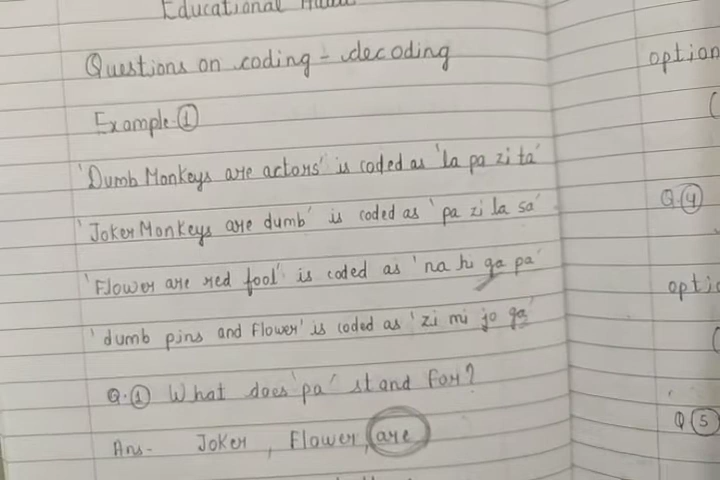 Educational
Questions on coding - decoding
Example-①
'Dumb Monkeys are actors' is coded as 'la pa zi ta'
'Joker Monkeys are dumb' is coded as 'pa zi la sa'
'Flower are red fool' is coded as 'na hi ga pa'
'dumb pins and Flower' is coded as 'zi mi jo ga'
Q.① What does 'pa' stand for?
Ans- Joker, Flower, are
option
(
Q.④
optio
(
Q⑤